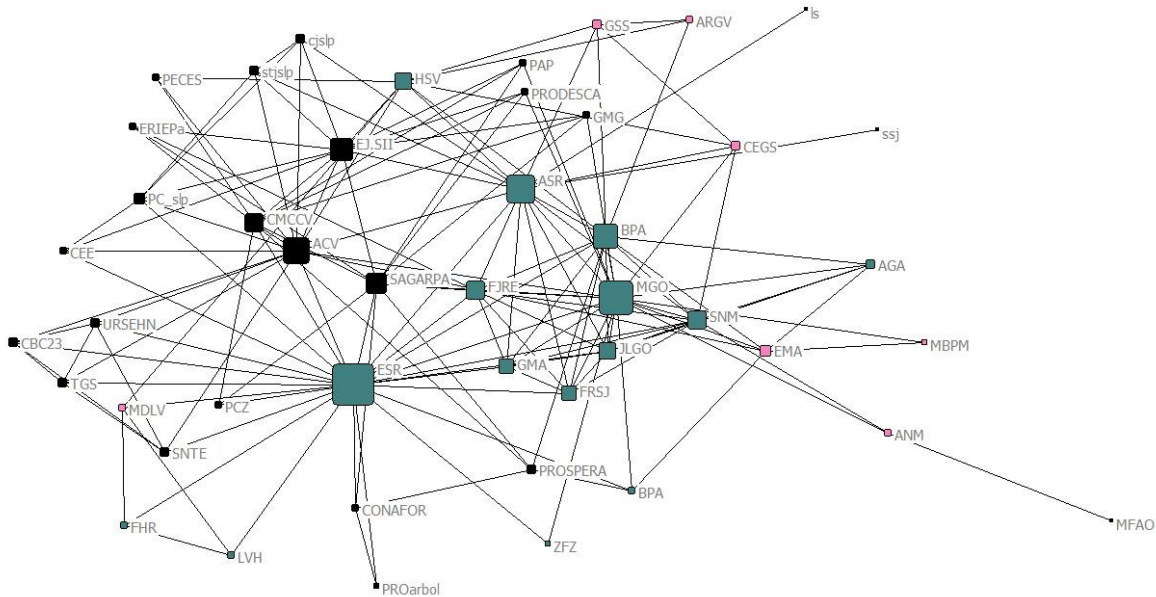 ls
GSS
ARGV
cjslp
stjslp
PAP
PECES
HSV
PRODESCA
GMG
ERIEPa
ssj
EJ.SII
CEGS
ASR
PC_slp
CMCCV
BPA
ACV
CEE
AGA
SAGARPA
FJRE
MGO
SNM
URSEHN
CBC23
MBPM
JLGO
EMA
ESR
GMA
TGS
FRSJ
MDLV
PCZ
ANM
SNTE
PROSPERA
BPA
CONAFOR
MFAO
FHR
ZFZ
LVH
PROarbol